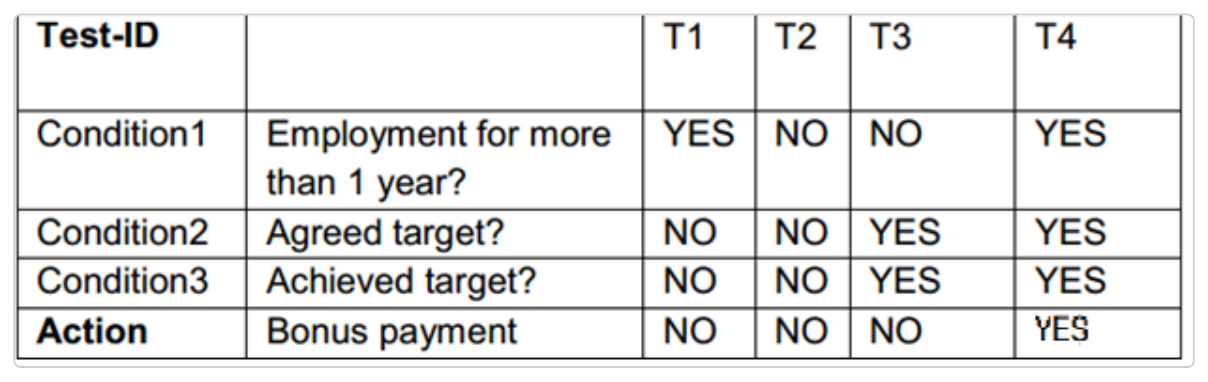 Test-ID T1 T2 T3 T4
Condition1 Employment for more YES NO NO YES
than 1 year?
Condition2 Agreed target? NO NO YES YES
Condition3 Achieved target? NO NO YES YES
Action Bonus payment NO NO NO YES